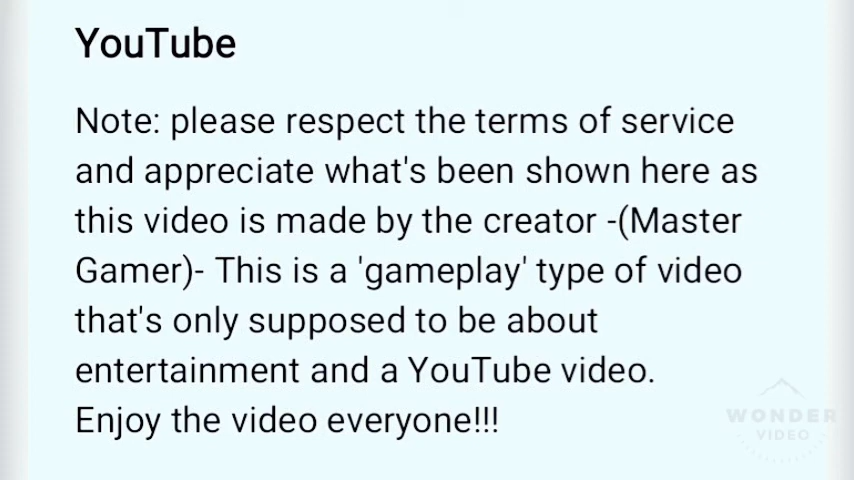 YouTube
Note: please respect the terms of service
and appreciate what's been shown here as
this video is made by the creator -(Master
Gamer)- This is a 'gameplay' type of video
that's only supposed to be about
entertainment and a YouTube video.
Enjoy the video everyone!!!
WONDER
VIDEO